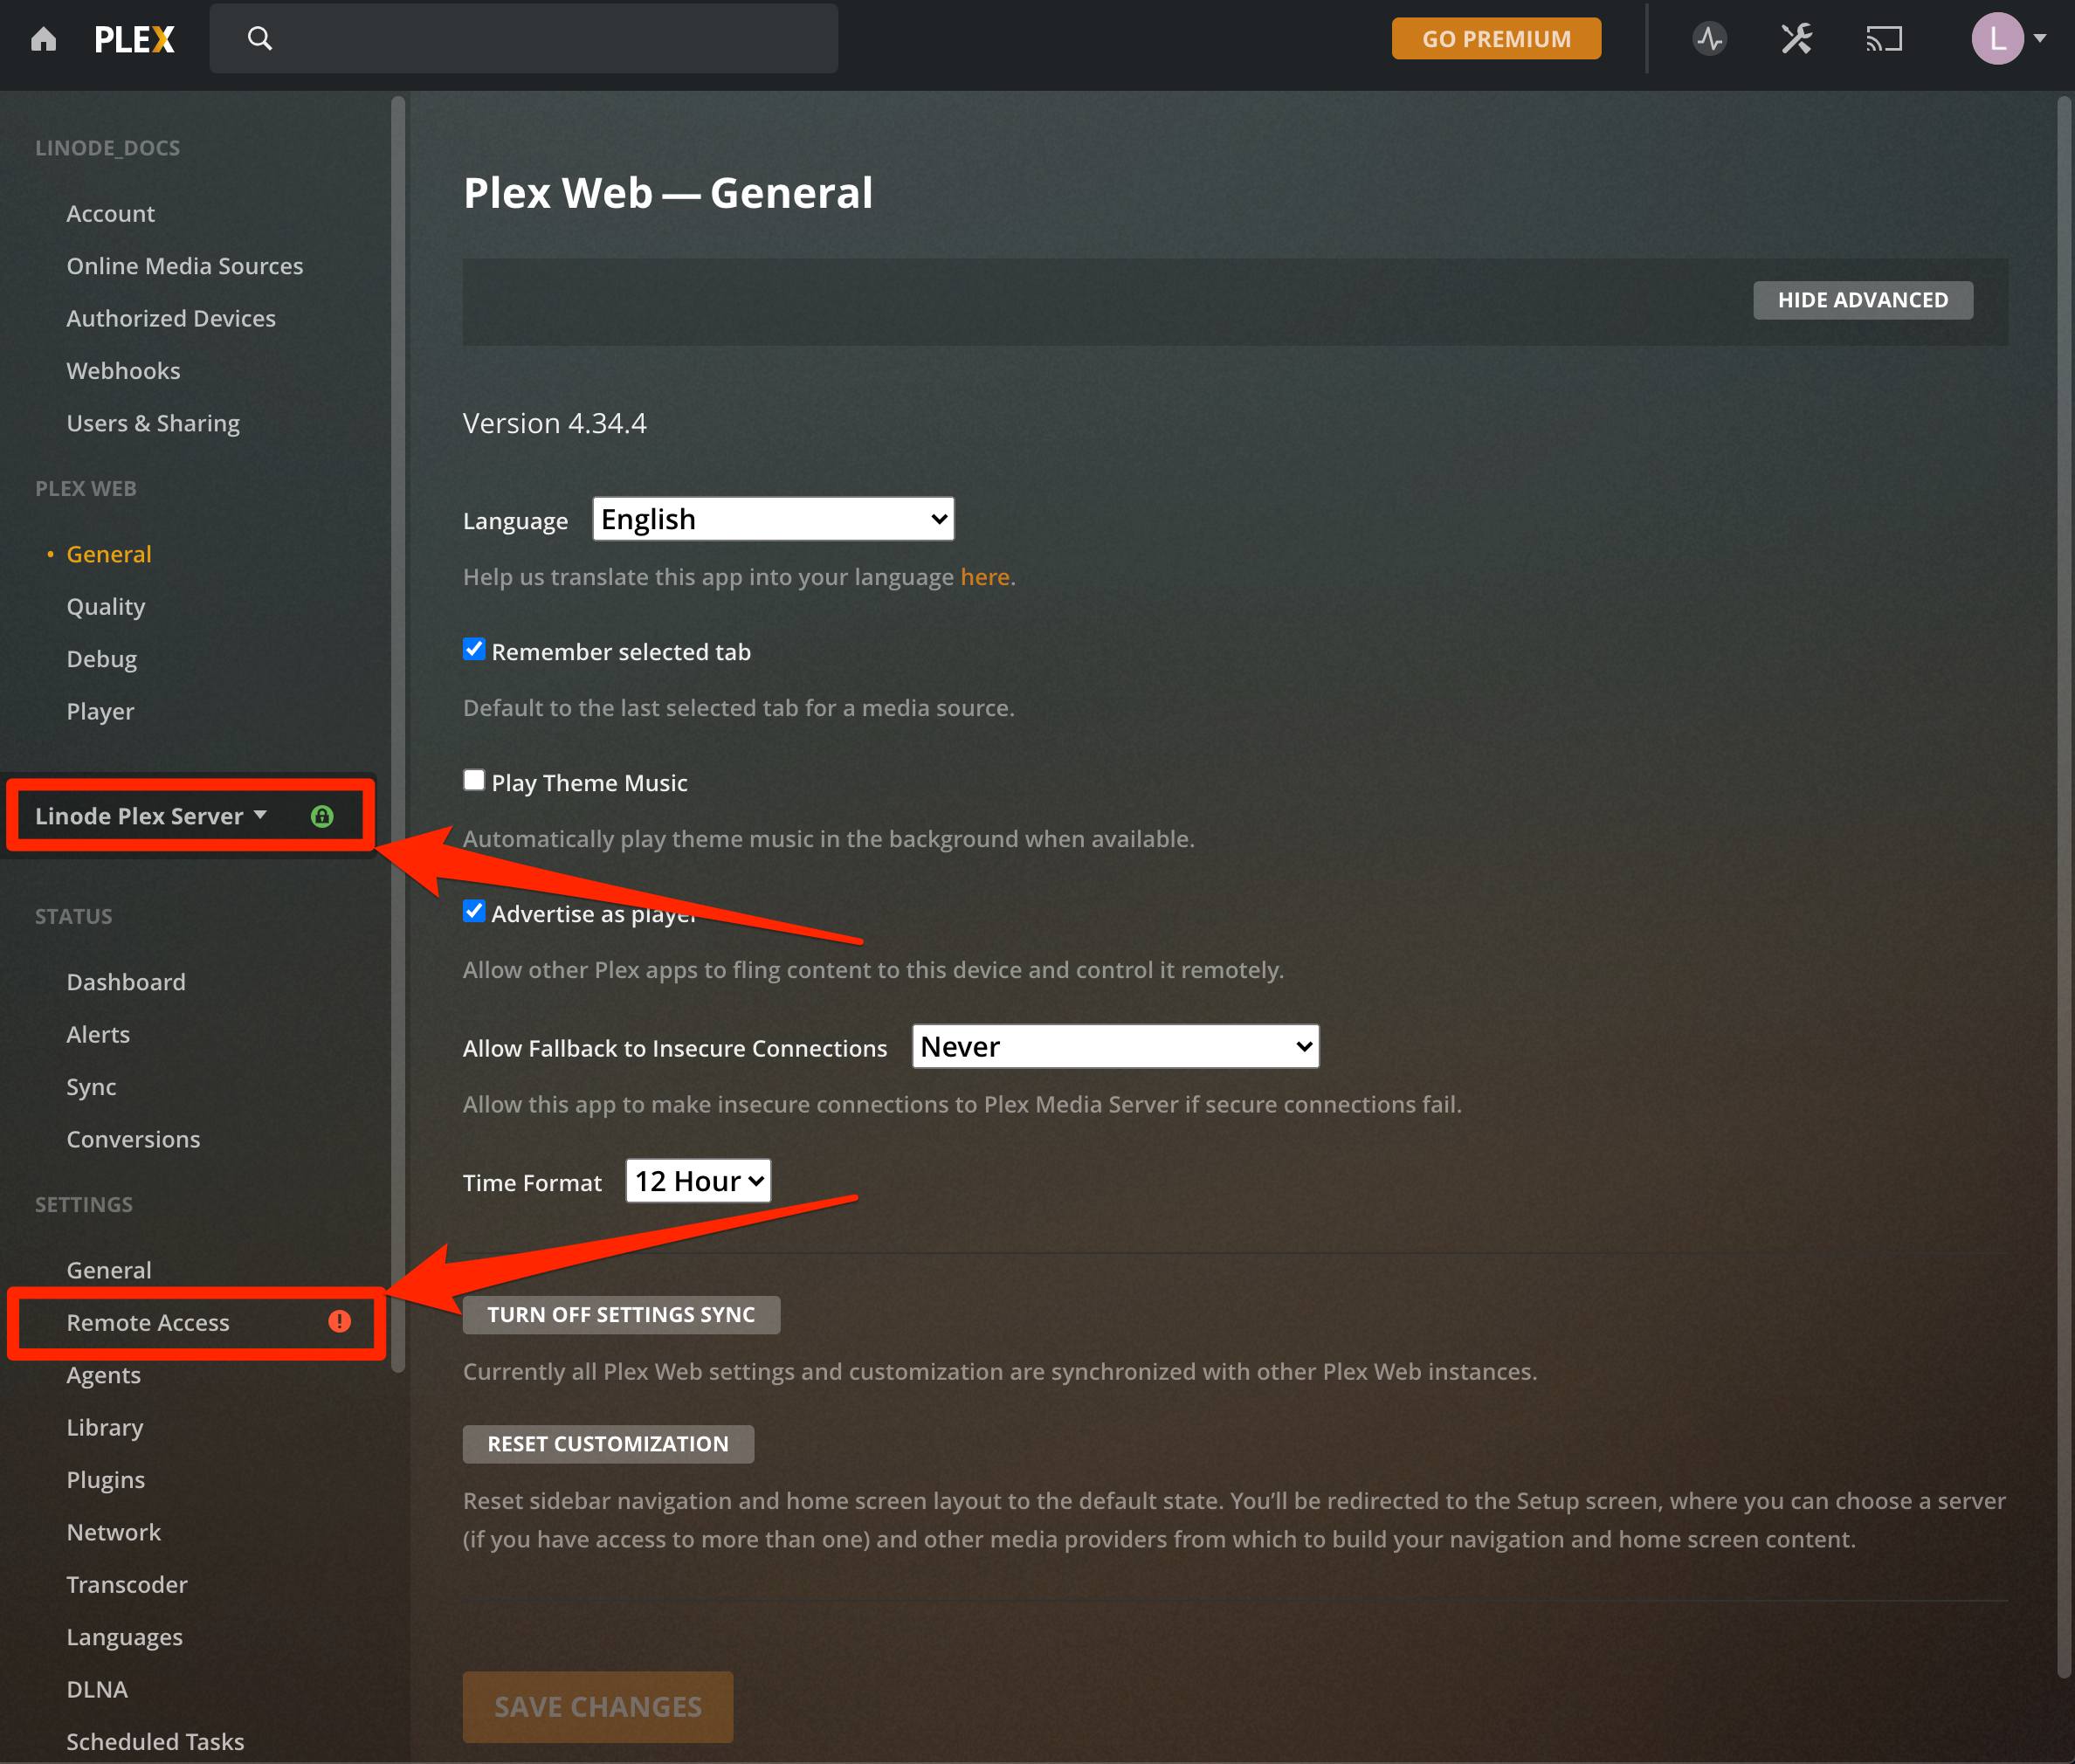 PLEX
GO PREMIUM
L
LINODE_DOCS
Account
Online Media Sources
Authorized Devices
Webhooks
Users & Sharing
PLEX WEB
General
Quality
Debug
Player
Linode Plex Server
STATUS
Dashboard
Alerts
Sync
Conversions
SETTINGS
General
Remote Access
Agents
Library
Plugins
Network
Transcoder
Languages
DLNA
Scheduled Tasks
Plex Web — General
HIDE ADVANCED
Version 4.34.4
Language English
Help us translate this app into your language here.
Remember selected tab
Default to the last selected tab for a media source.
Play Theme Music
Automatically play theme music in the background when available.
Advertise as player
Allow other Plex apps to fling content to this device and control it remotely.
Allow Fallback to Insecure Connections Never
Allow this app to make insecure connections to Plex Media Server if secure connections fail.
Time Format 12 Hour
TURN OFF SETTINGS SYNC
Currently all Plex Web settings and customization are synchronized with other Plex Web instances.
RESET CUSTOMIZATION
Reset sidebar navigation and home screen layout to the default state. You’ll be redirected to the Setup screen, where you can choose a server
(if you have access to more than one) and other media providers from which to build your navigation and home screen content.
SAVE CHANGES